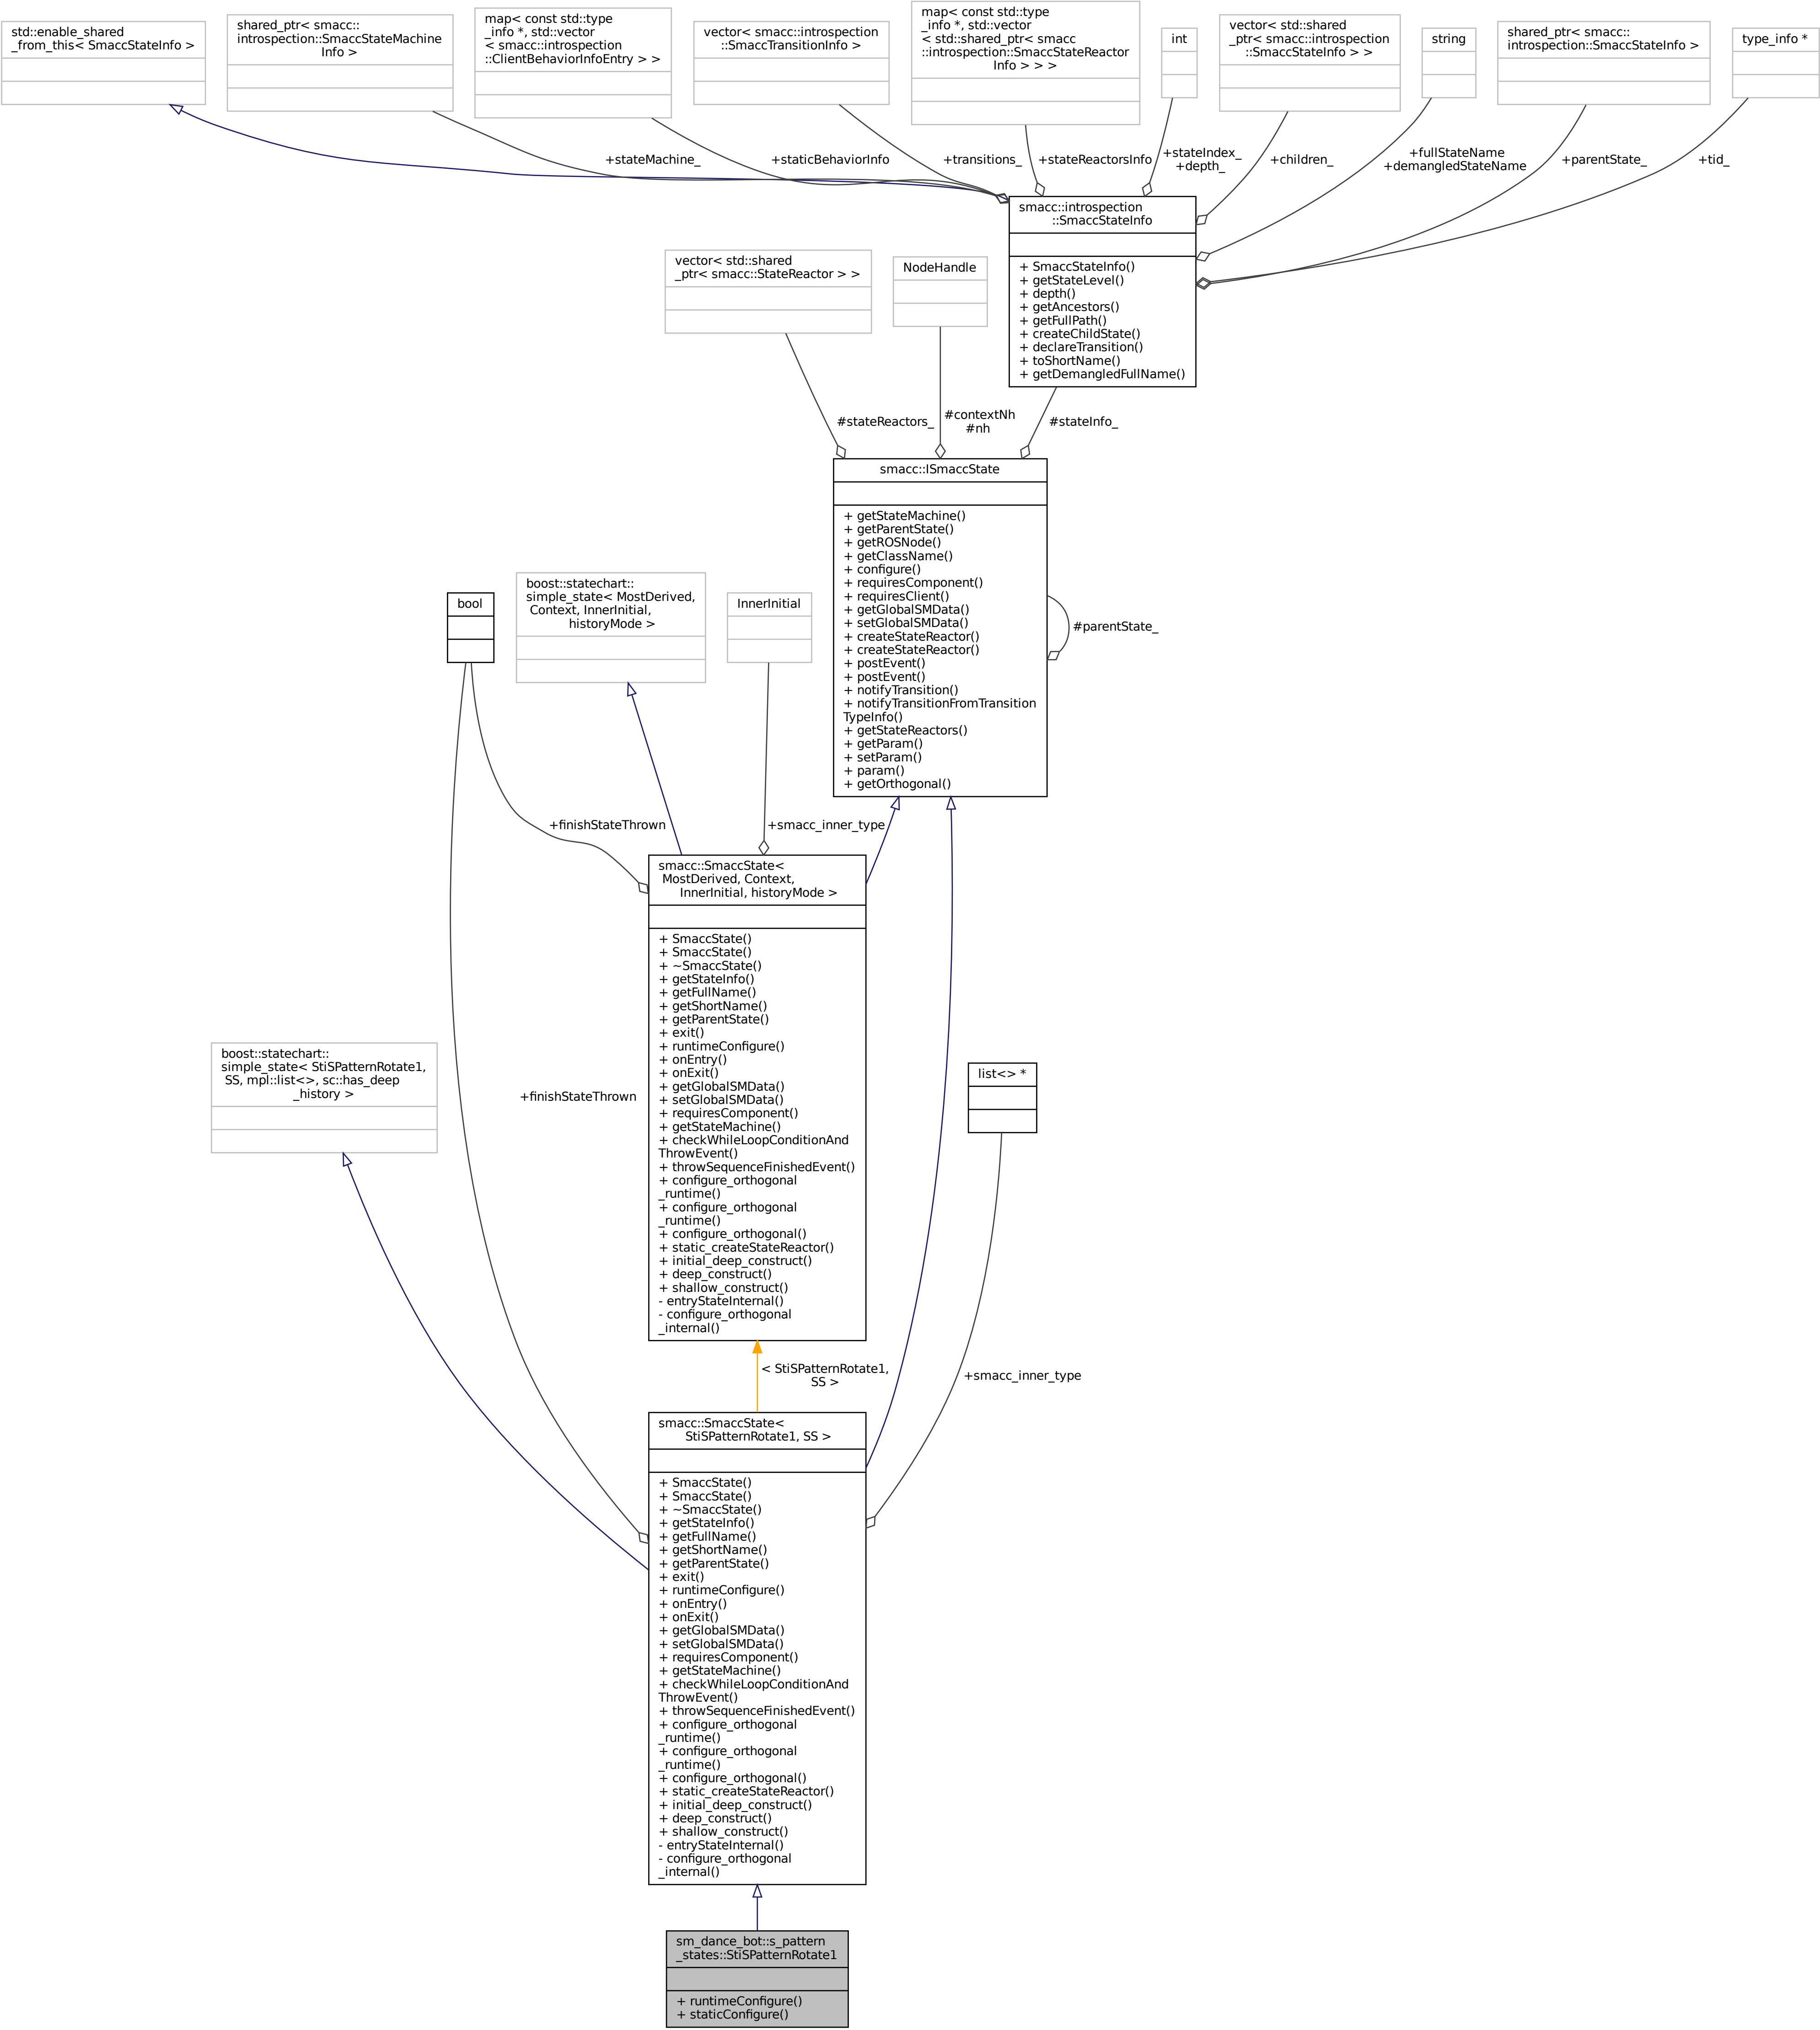 std::enable_shared
_from_this< SmaccStateInfo >
shared_ptr< smacc::
introspection::SmaccStateMachine
Info >
map< const std::type
_info *, std::vector
< smacc::introspection
::ClientBehaviorInfoEntry > >
vector< smacc::introspection
::SmaccTransitionInfo >
map< const std::type
_info *, std::vector
< std::shared_ptr< smacc
::introspection::SmaccStateReactor
Info > > >
int
vector< std::shared
_ptr< smacc::introspection
::SmaccStateInfo > >
string
shared_ptr< smacc::
introspection::SmaccStateInfo >
type_info *
+stateMachine_
+staticBehaviorInfo
+transitions_
+stateReactorsInfo
+stateIndex_
+depth_
+children_
+fullStateName
+demangledStateName
+parentState_
+tid_
smacc::introspection
::SmaccStateInfo
+ SmaccStateInfo()
+ getStateLevel()
+ depth()
+ getAncestors()
+ getFullPath()
+ createChildState()
+ declareTransition()
+ toShortName()
+ getDemangledFullName()
vector< std::shared
_ptr< smacc::StateReactor > >
NodeHandle
#stateReactors_
#contextNh
#nh
#stateInfo_
smacc::ISmaccState
+ getStateMachine()
+ getParentState()
+ getROSNode()
+ getClassName()
+ configure()
+ requiresComponent()
+ requiresClient()
+ getGlobalSMData()
+ setGlobalSMData()
+ createStateReactor()
+ createStateReactor()
+ postEvent()
+ postEvent()
+ notifyTransition()
+ notifyTransitionFromTransition
TypeInfo()
+ getStateReactors()
+ getParam()
+ setParam()
+ param()
+ getOrthogonal()
#parentState_
bool
boost::statechart::
simple_state< MostDerived,
Context, InnerInitial,
historyMode >
InnerInitial
+finishStateThrown
+smacc_inner_type
smacc::SmaccState<
MostDerived, Context,
InnerInitial, historyMode >
+ SmaccState()
+ SmaccState()
+ ~SmaccState()
+ getStateInfo()
+ getFullName()
+ getShortName()
+ getParentState()
+ exit()
+ runtimeConfigure()
+ onEntry()
+ onExit()
+ getGlobalSMData()
+ setGlobalSMData()
+ requiresComponent()
+ getStateMachine()
+ checkWhileLoopConditionAnd
ThrowEvent()
+ throwSequenceFinishedEvent()
+ configure_orthogonal
_runtime()
+ configure_orthogonal
_runtime()
+ configure_orthogonal()
+ static_createStateReactor()
+ initial_deep_construct()
+ deep_construct()
+ shallow_construct()
- entryStateInternal()
- configure_orthogonal
_internal()
boost::statechart::
simple_state< StiSPatternRotate1,
SS, mpl::list<>, sc::has_deep
_history >
+finishStateThrown
list<> *
< StiSPatternRotate1,
SS >
+smacc_inner_type
smacc::SmaccState<
StiSPatternRotate1, SS >
+ SmaccState()
+ SmaccState()
+ ~SmaccState()
+ getStateInfo()
+ getFullName()
+ getShortName()
+ getParentState()
+ exit()
+ runtimeConfigure()
+ onEntry()
+ onExit()
+ getGlobalSMData()
+ setGlobalSMData()
+ requiresComponent()
+ getStateMachine()
+ checkWhileLoopConditionAnd
ThrowEvent()
+ throwSequenceFinishedEvent()
+ configure_orthogonal
_runtime()
+ configure_orthogonal
_runtime()
+ configure_orthogonal()
+ static_createStateReactor()
+ initial_deep_construct()
+ deep_construct()
+ shallow_construct()
- entryStateInternal()
- configure_orthogonal
_internal()
sm_dance_bot::s_pattern
_states::StiSPatternRotate1
+ runtimeConfigure()
+ staticConfigure()